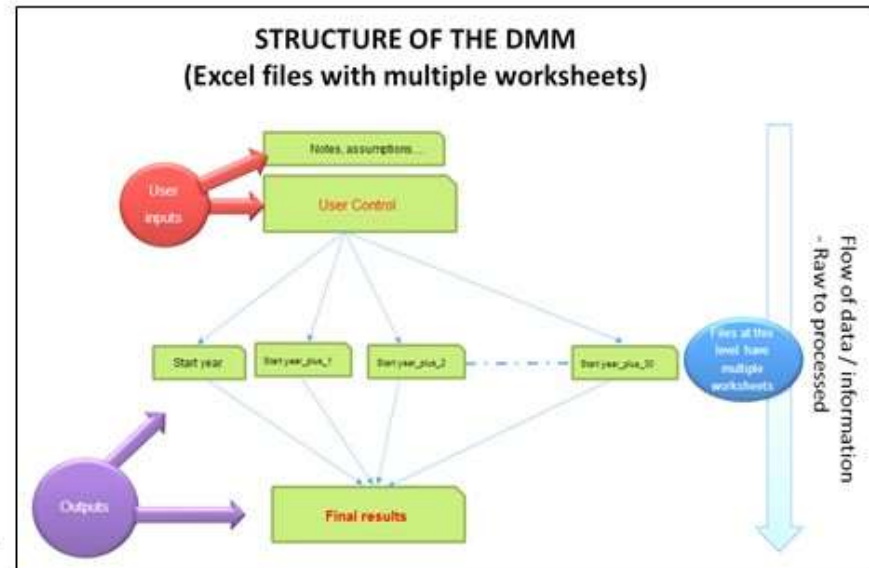 STRUCTURE OF THE DMM
(Excel files with multiple worksheets)
Notes, assumptions...
User
inputs
User Control
Flow of data / information
- Raw to processed
Start year
Start year_plus_1
Start year_plus_2
Start year_plus_30
Files at this
level have
multiple
worksheets
Outputs
Final results